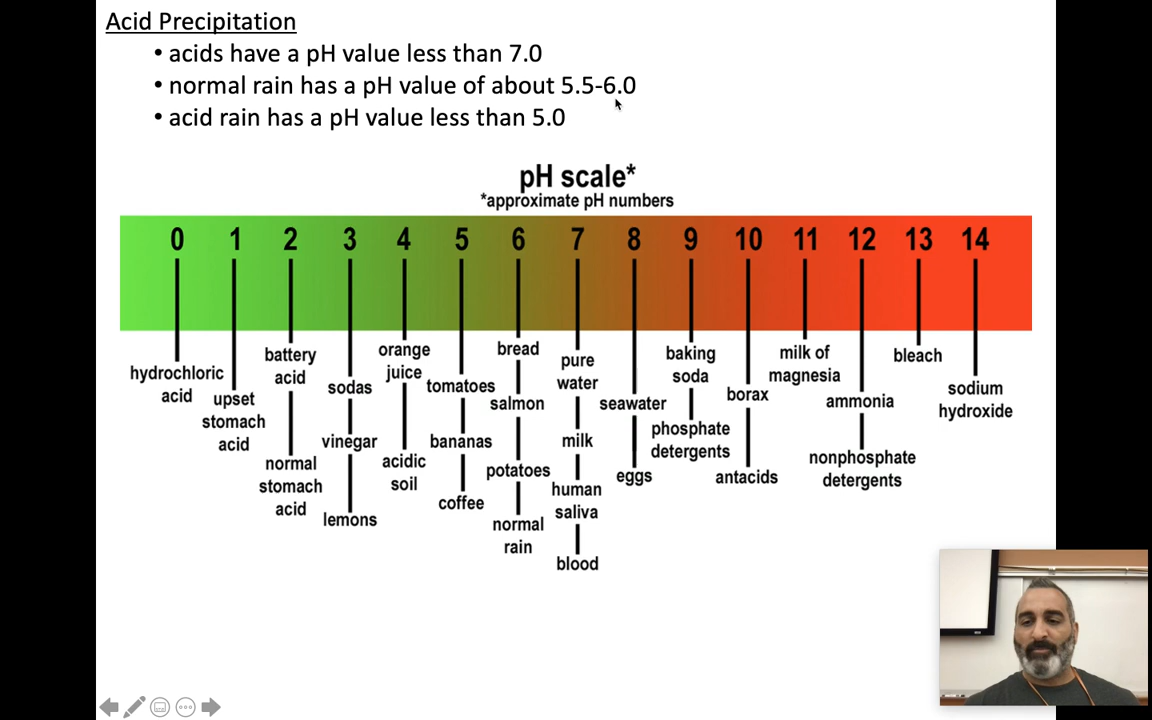 Acid Precipitation
• acids have a pH value less than 7.0
• normal rain has a pH value of about 5.5-6.0
• acid rain has a pH value less than 5.0
pH scale*
*approximate pH numbers
0 1 2 3 4 5 6 7 8 9 10 11 12 13 14
hydrochloric
acid
upset
stomach
acid
battery
acid
normal
stomach
acid
sodas
vinegar
lemons
orange
juice
acidic
soil
tomatoes
bananas
coffee
bread
salmon
potatoes
normal
rain
pure
water
milk
human
saliva
blood
seawater
eggs
baking
soda
phosphate
detergents
borax
antacids
milk of
magnesia
ammonia
nonphosphate
detergents
bleach
sodium
hydroxide